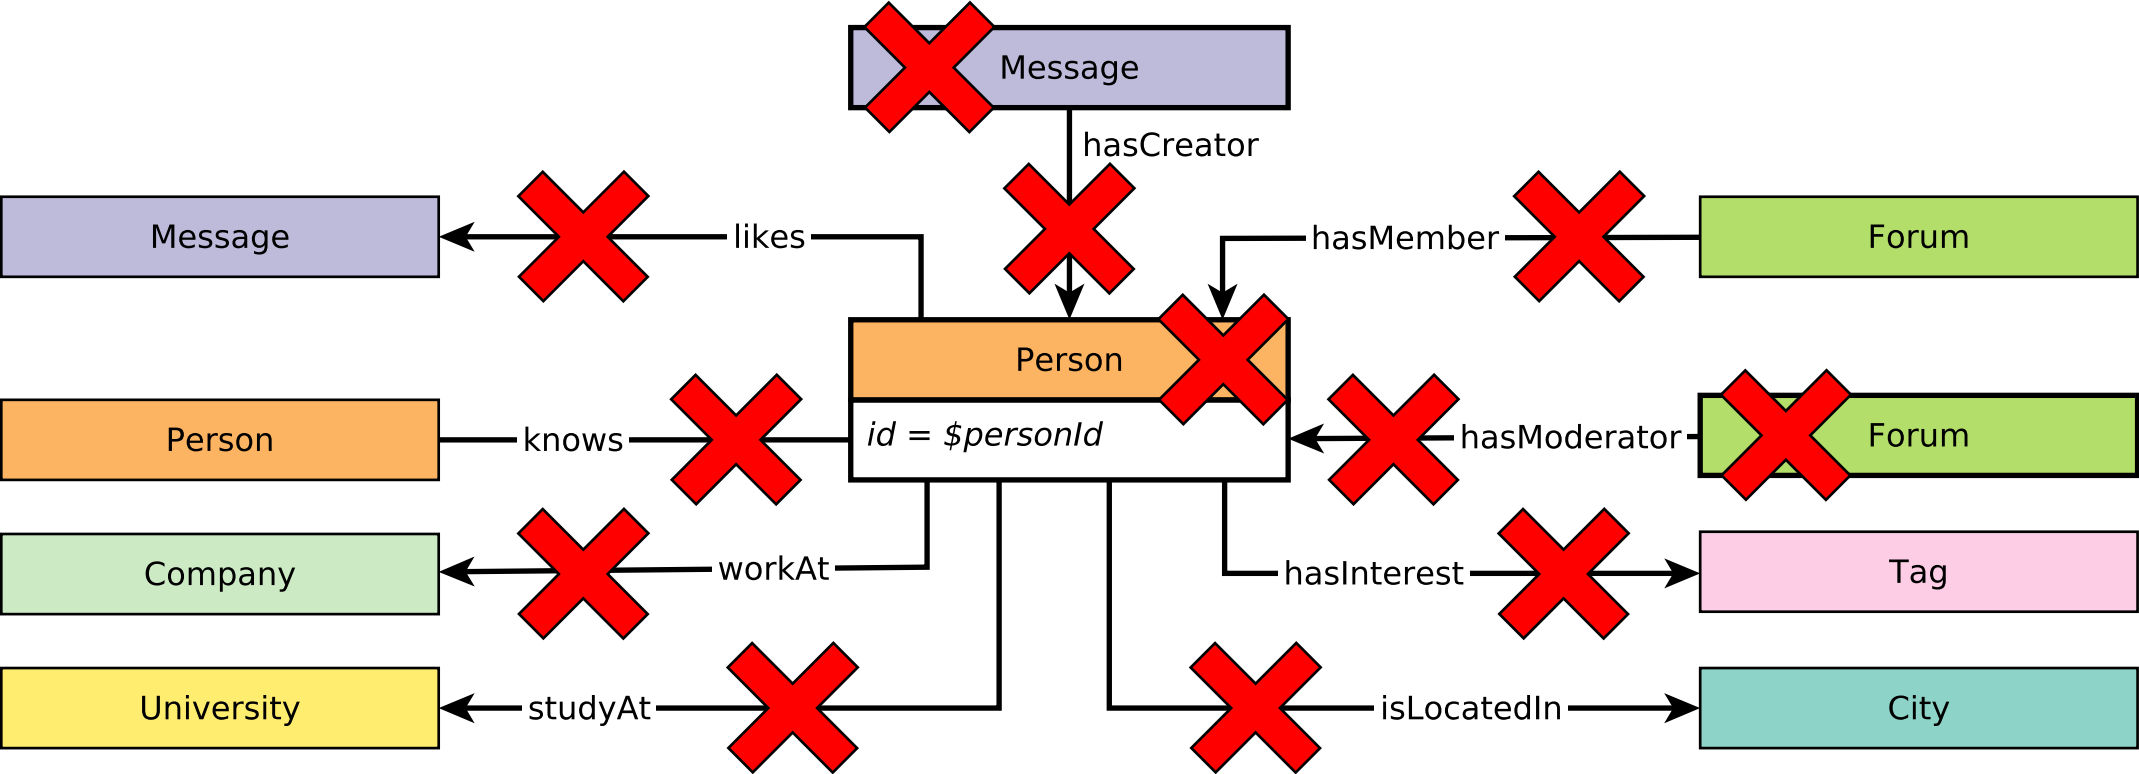 Message
hasCreator
Message
likes
hasMember
Forum
Person
id = $personId
Person
knows
hasModerator
Forum
Company
workAt
hasInterest
Tag
University
studyAt
isLocatedIn
City